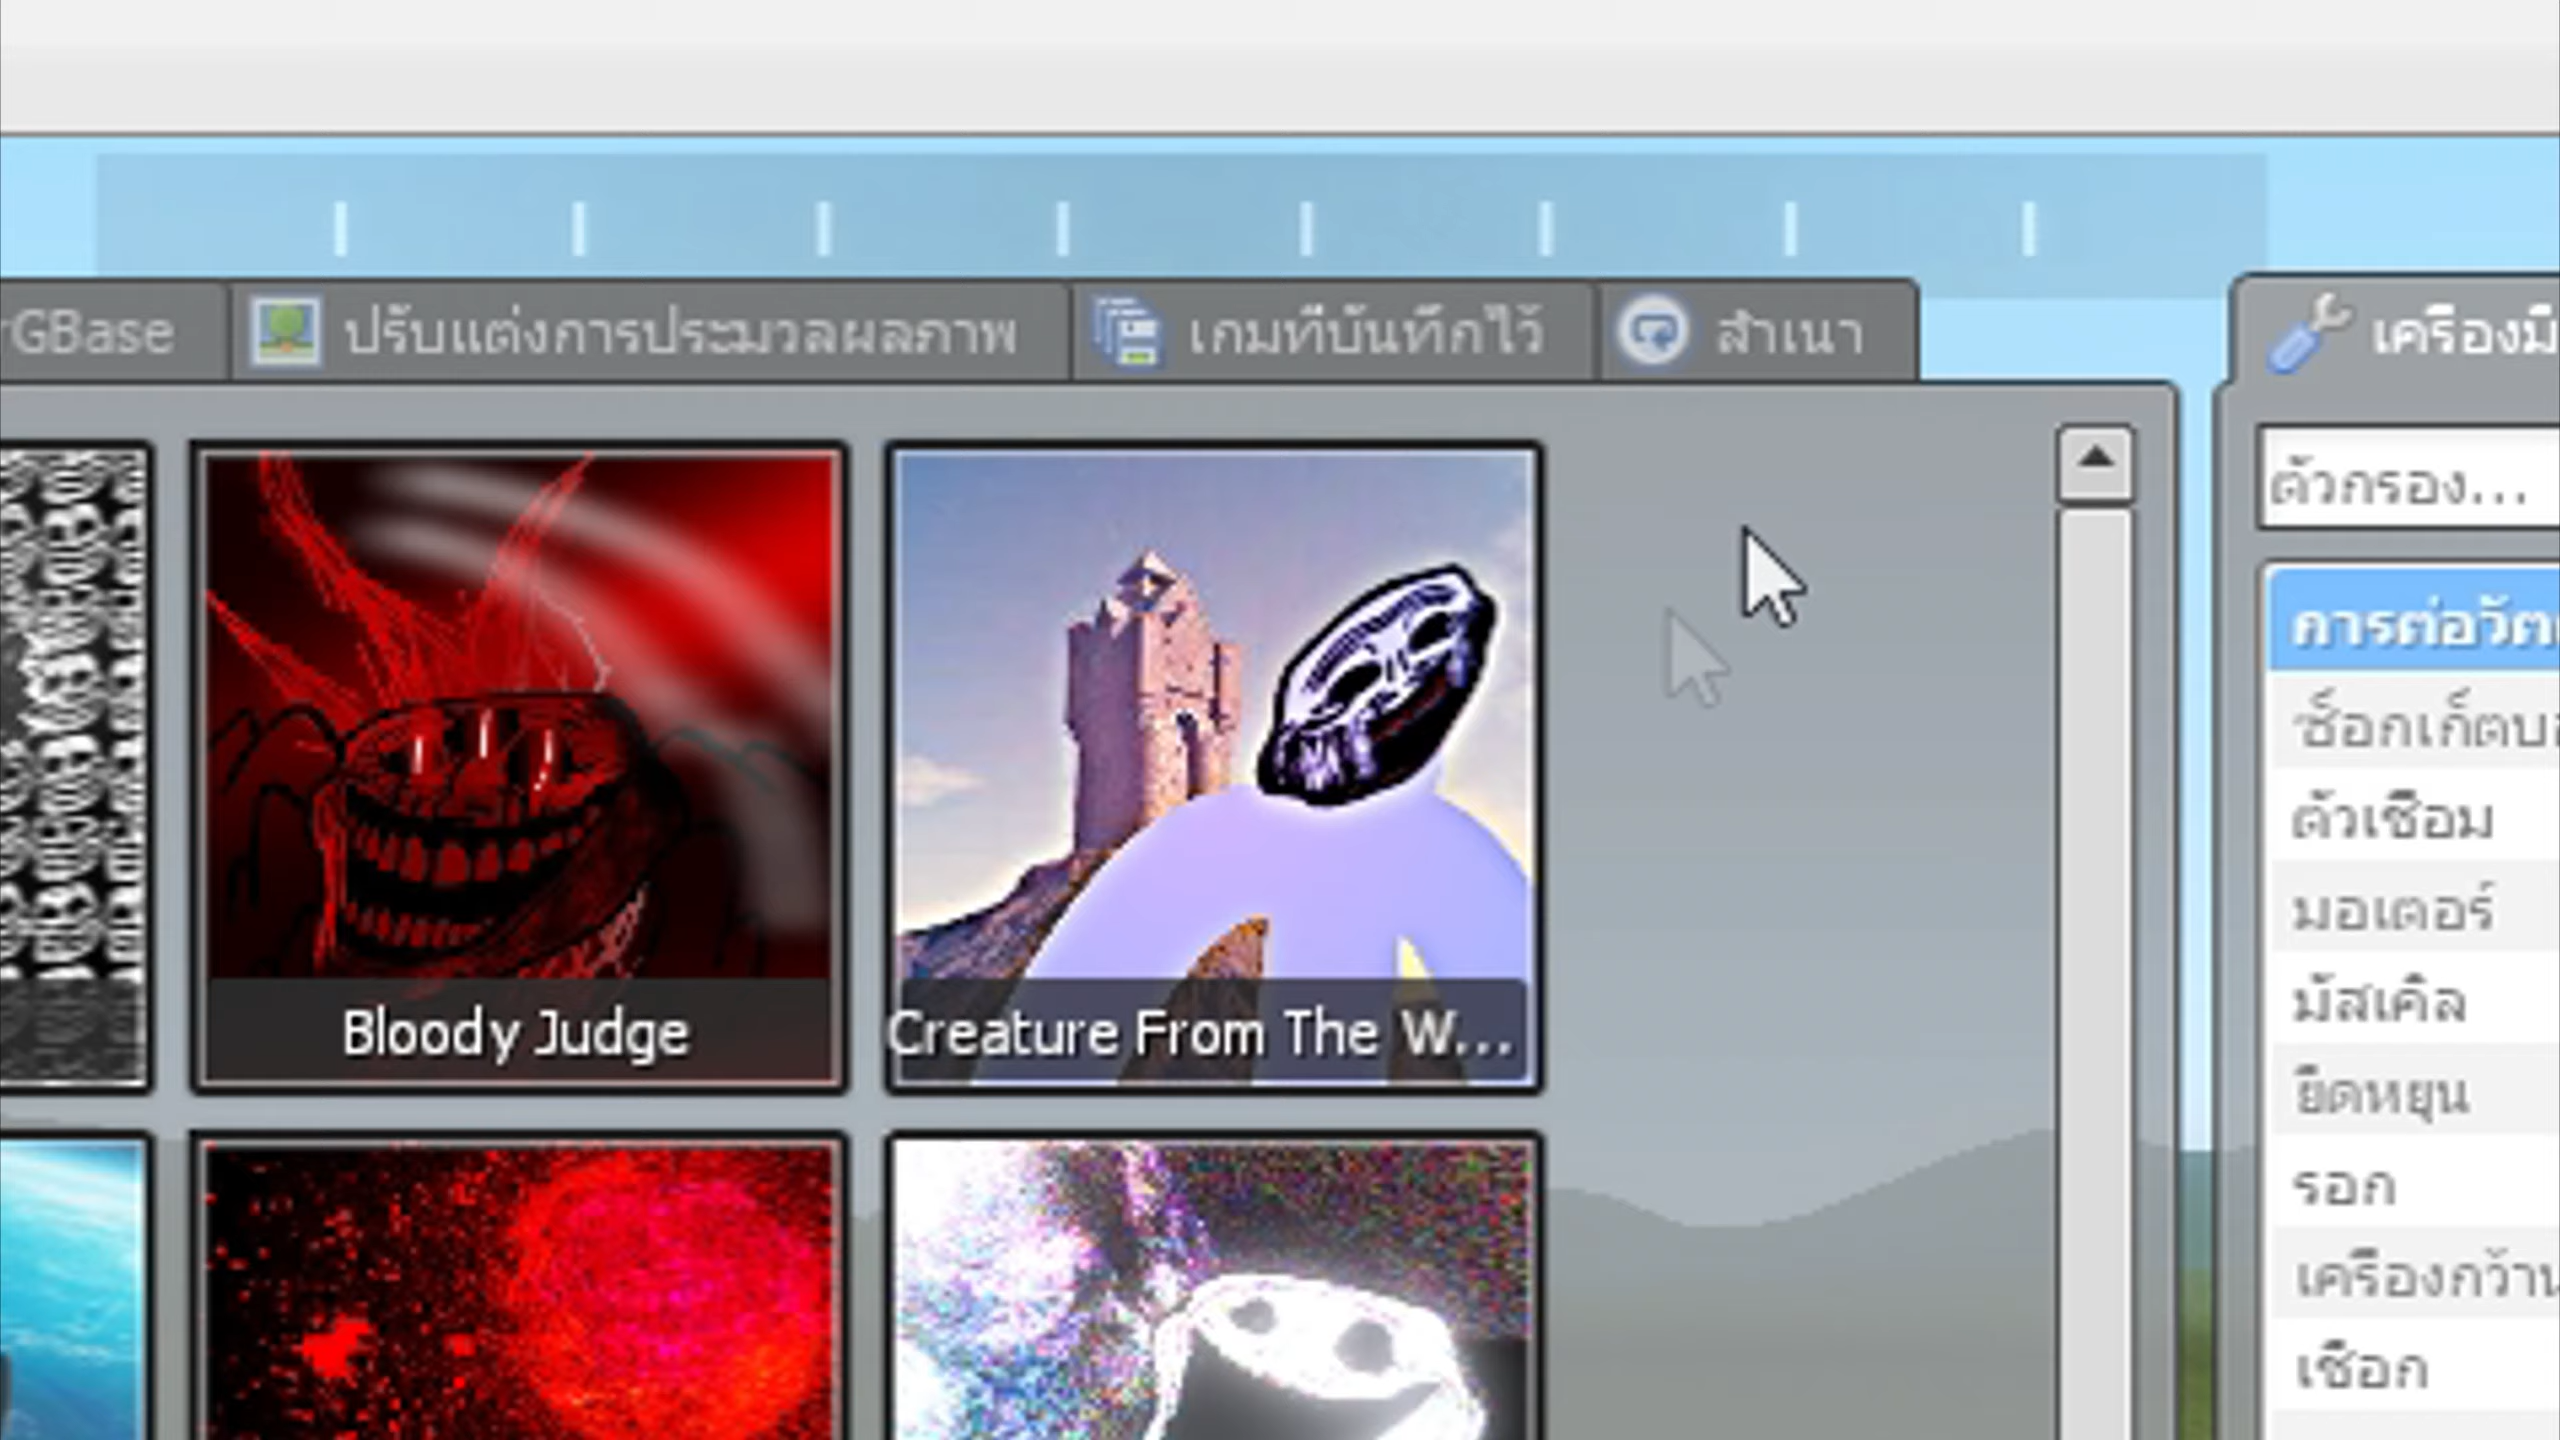 rGBase
ปรับแต่งการประมวลผลภาพ
เกมที่บันทึกไว้
สำเนา
เครื่องมื
ตัวกรอง...
Bloody Judge
Creature From The W...
การต่อวัต
ซ็อกเก็ตบ
ตัวเชื่อม
มอเตอร์
มัสเคิล
ยืดหยุ่น
รอก
เครื่องกว้าน
เชือก